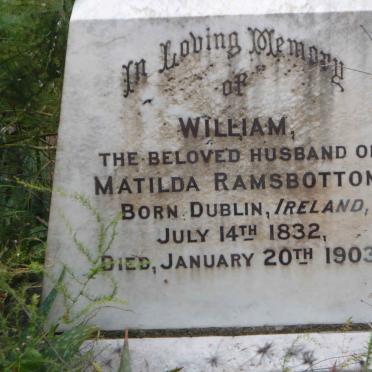 In Loving Memory
of
WILLIAM,
THE BELOVED HUSBAND OF
MATILDA RAMSBOTTOM
BORN DUBLIN, IRELAND,
JULY 14TH 1832,
DIED, JANUARY 20TH 1903